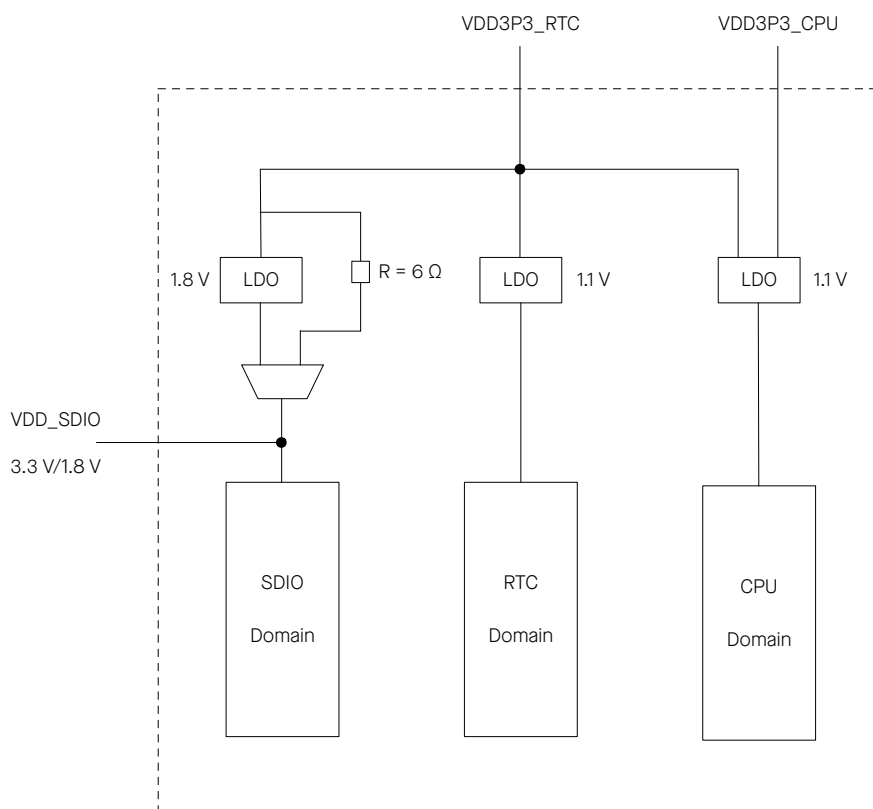 VDD3P3_RTC
VDD3P3_CPU
1.8 V
LDO
R = 6 Ω
LDO
1.1 V
LDO
1.1 V
VDD_SDIO
3.3 V/1.8 V
SDIO
Domain
RTC
Domain
CPU
Domain